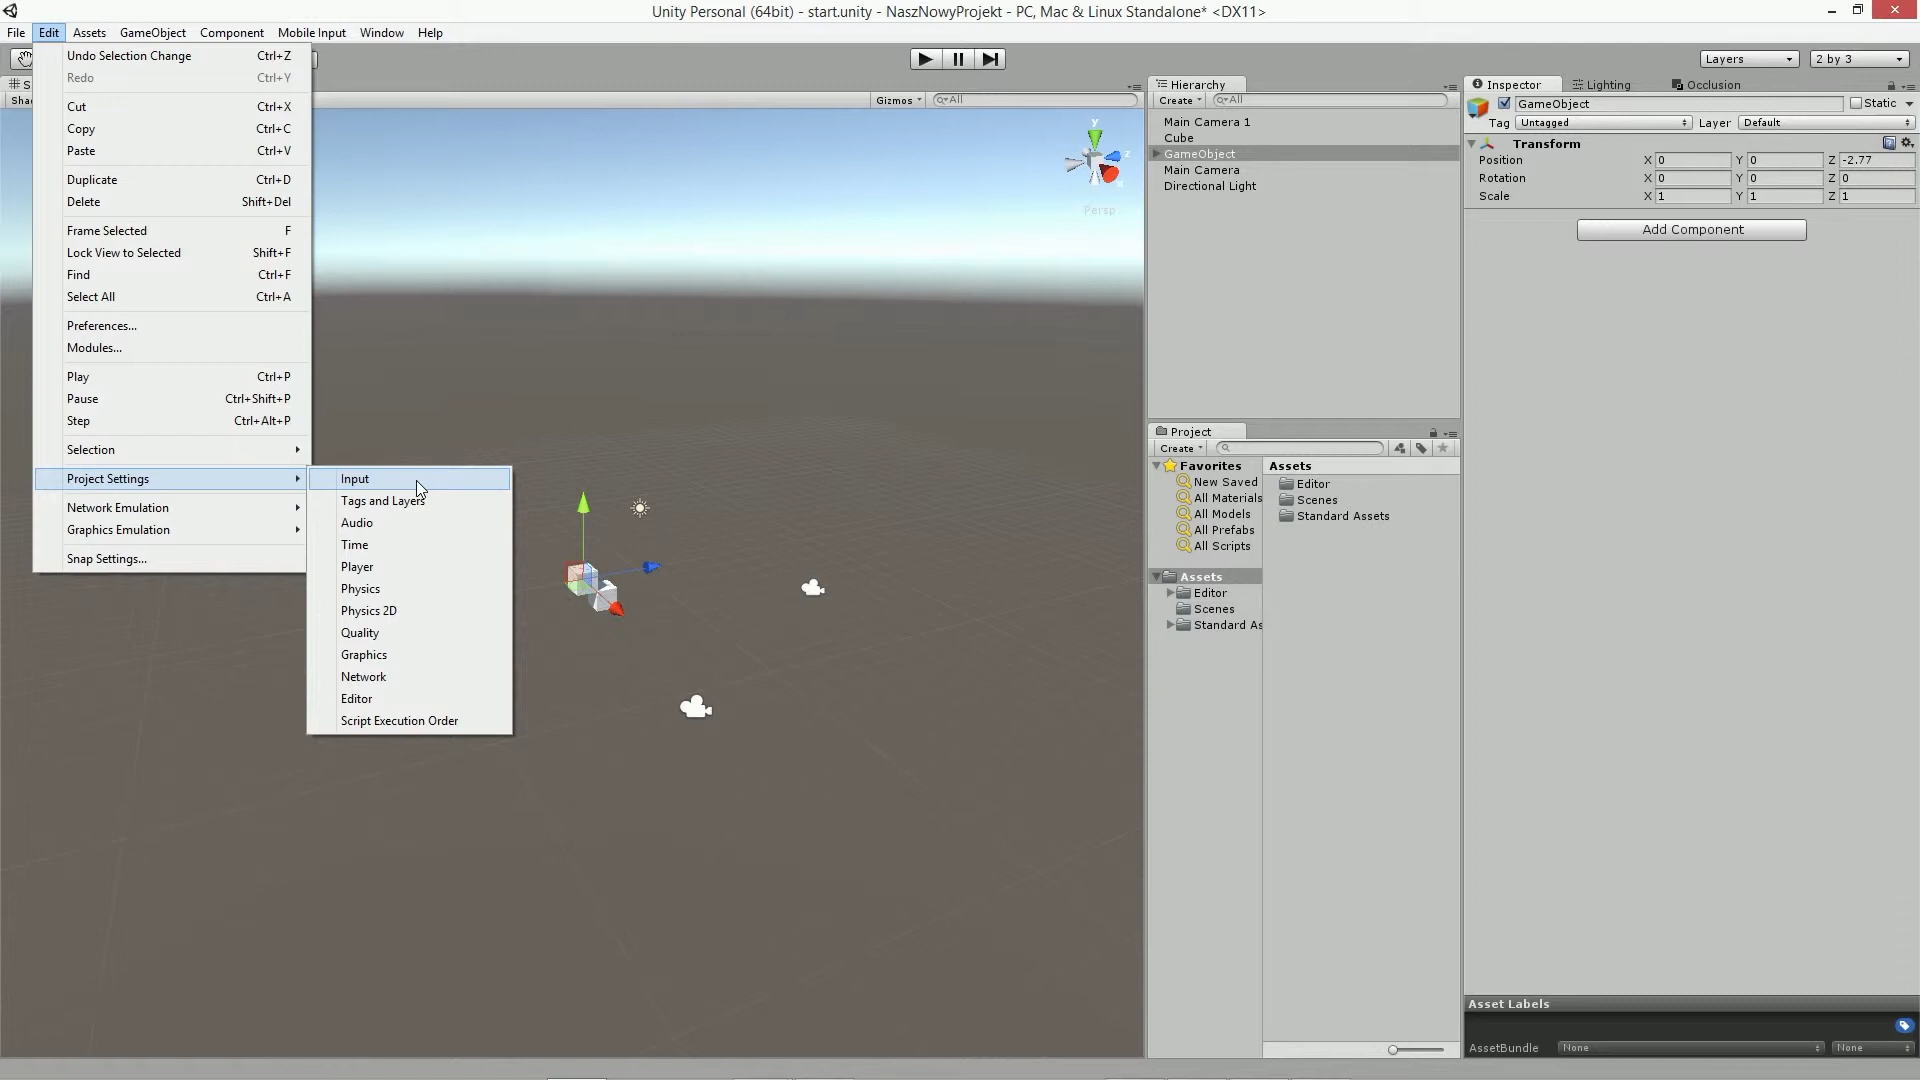 Unity Personal (64bit) - start.unity - NaszNowyProjekt - PC, Mac & Linux Standalone* <DX11>
File Edit Assets GameObject Component Mobile Input Window Help
Undo Selection Change Ctrl+Z
Redo Ctrl+Y
Cut Ctrl+X
Copy Ctrl+C
Paste Ctrl+V
Duplicate Ctrl+D
Delete Shift+Del
Frame Selected F
Lock View to Selected Shift+F
Find Ctrl+F
Select All Ctrl+A
Preferences...
Modules...
Play Ctrl+P
Pause Ctrl+Shift+P
Step Ctrl+Alt+P
Selection
Project Settings
Network Emulation
Graphics Emulation
Snap Settings...
Input
Tags and Layers
Audio
Time
Player
Physics
Physics 2D
Quality
Graphics
Network
Editor
Script Execution Order
Gizmos All
y
z
x
Persp
Layers 2 by 3
Hierarchy
Create All
Main Camera 1
Cube
GameObject
Main Camera
Directional Light
Project
Create
Favorites
New Saved
All Materials
All Models
All Prefabs
All Scripts
Assets
Editor
Scenes
Standard As
Assets
Editor
Scenes
Standard Assets
Inspector Lighting Occlusion
GameObject Static
Tag Untagged Layer Default
Transform
Position X 0 Y 0 Z -2.77
Rotation X 0 Y 0 Z 0
Scale X 1 Y 1 Z 1
Add Component
Asset Labels
AssetBundle None None